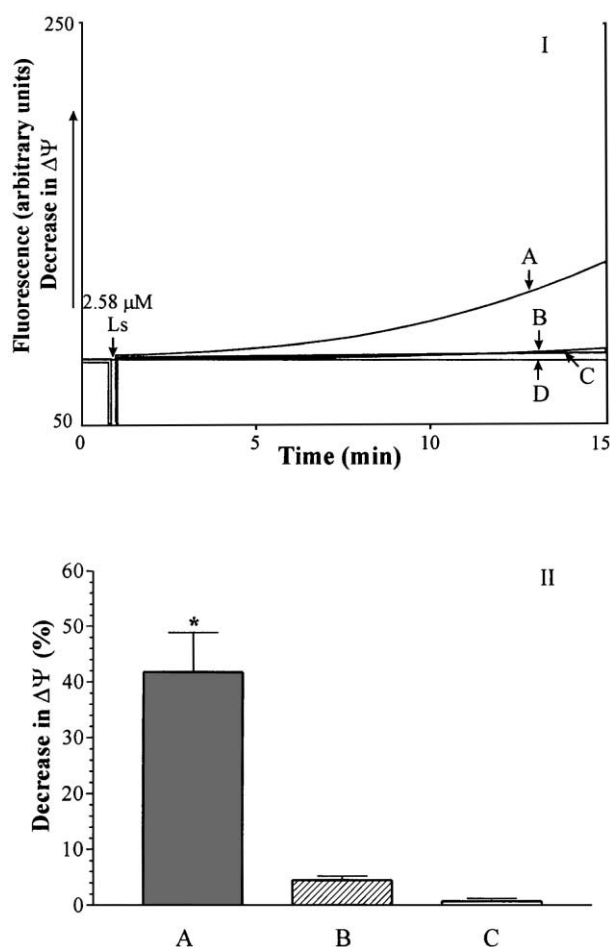 250
I
Fluorescence (arbitrary units)
Decrease in ΔΨ
A
2.58 μM
Ls
B
C
D
50
0
5
10
15
Time (min)
60
II
50
*
40
30
20
10
0
Decrease in ΔΨ (%)
A
B
C